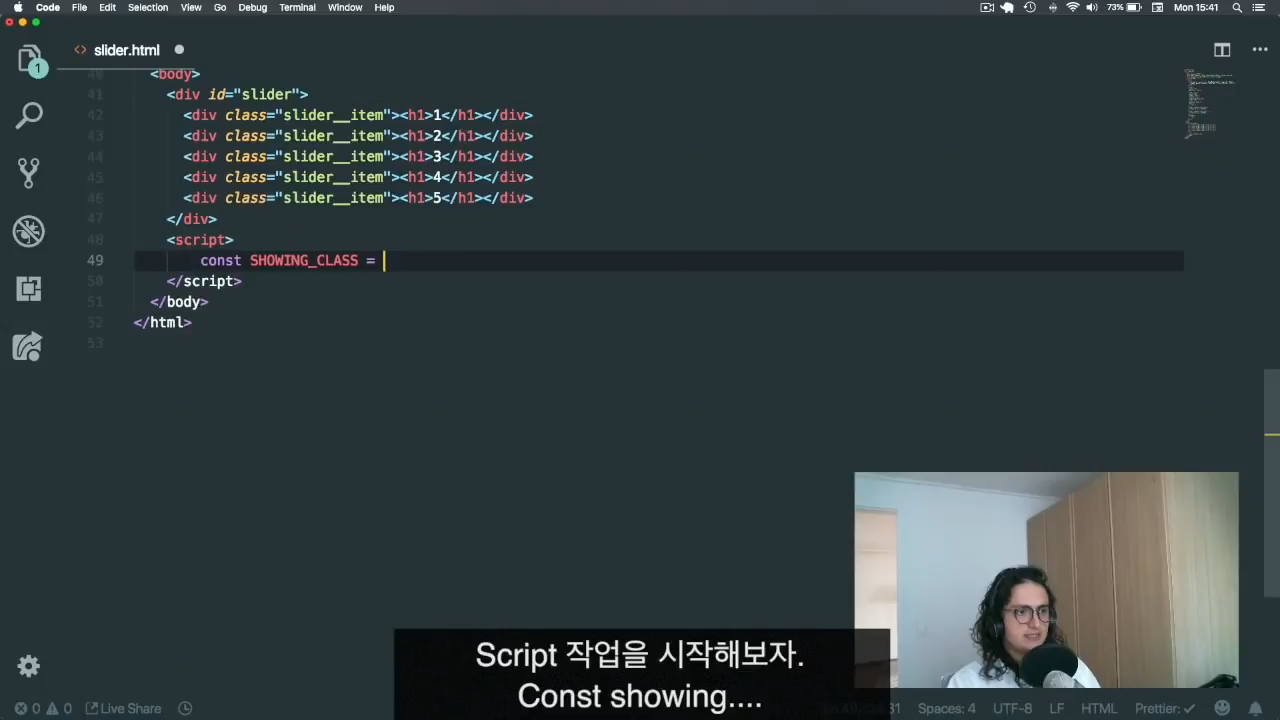 Code File Edit Selection View Go Debug Terminal Window Help 73% Mon 15:41
<> slider.html
1
40 <body>
41 <div id="slider">
42 <div class="slider__item"><h1>1</h1></div>
43 <div class="slider__item"><h1>2</h1></div>
44 <div class="slider__item"><h1>3</h1></div>
45 <div class="slider__item"><h1>4</h1></div>
46 <div class="slider__item"><h1>5</h1></div>
47 </div>
48 <script>
49 const SHOWING_CLASS =
50 </script>
51 </body>
52 </html>
53
Script 작업을 시작해보자.
Const showing....
0 0 Live Share Spaces: 4 UTF-8 LF HTML Prettier: ✓